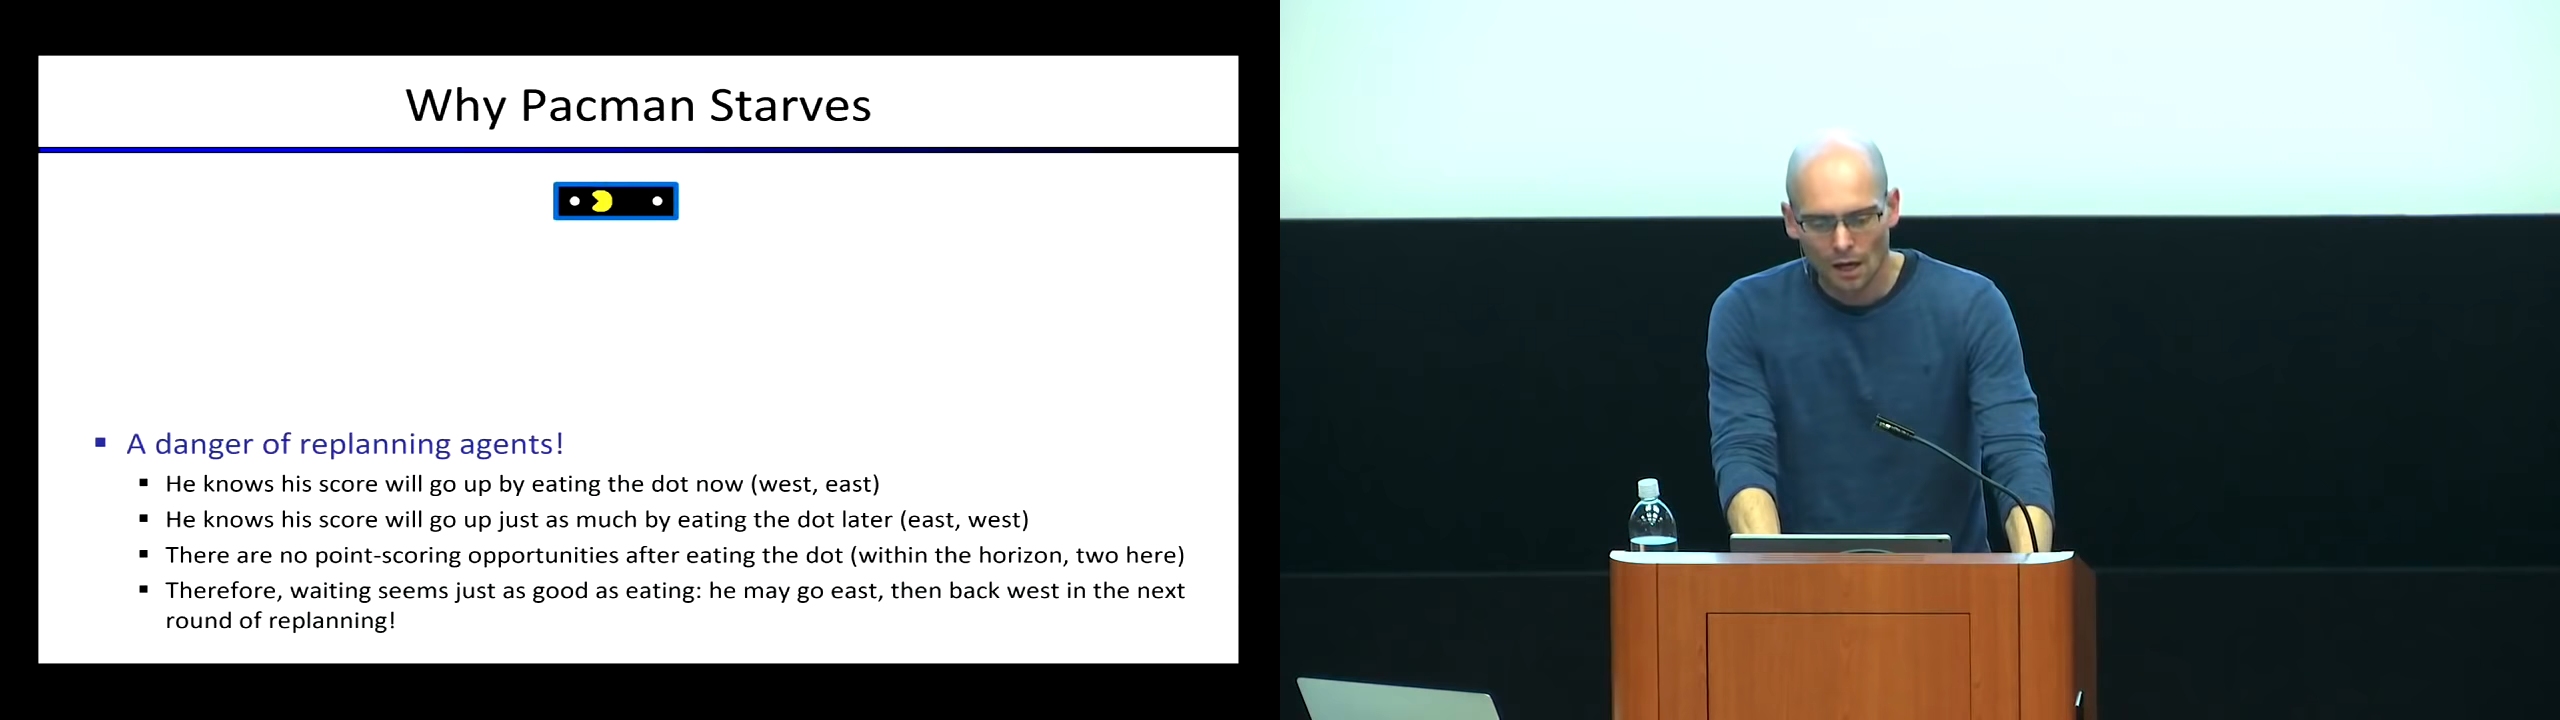 Why Pacman Starves
A danger of replanning agents!
He knows his score will go up by eating the dot now (west, east)
He knows his score will go up just as much by eating the dot later (east, west)
There are no point-scoring opportunities after eating the dot (within the horizon, two here)
Therefore, waiting seems just as good as eating: he may go east, then back west in the next
round of replanning!